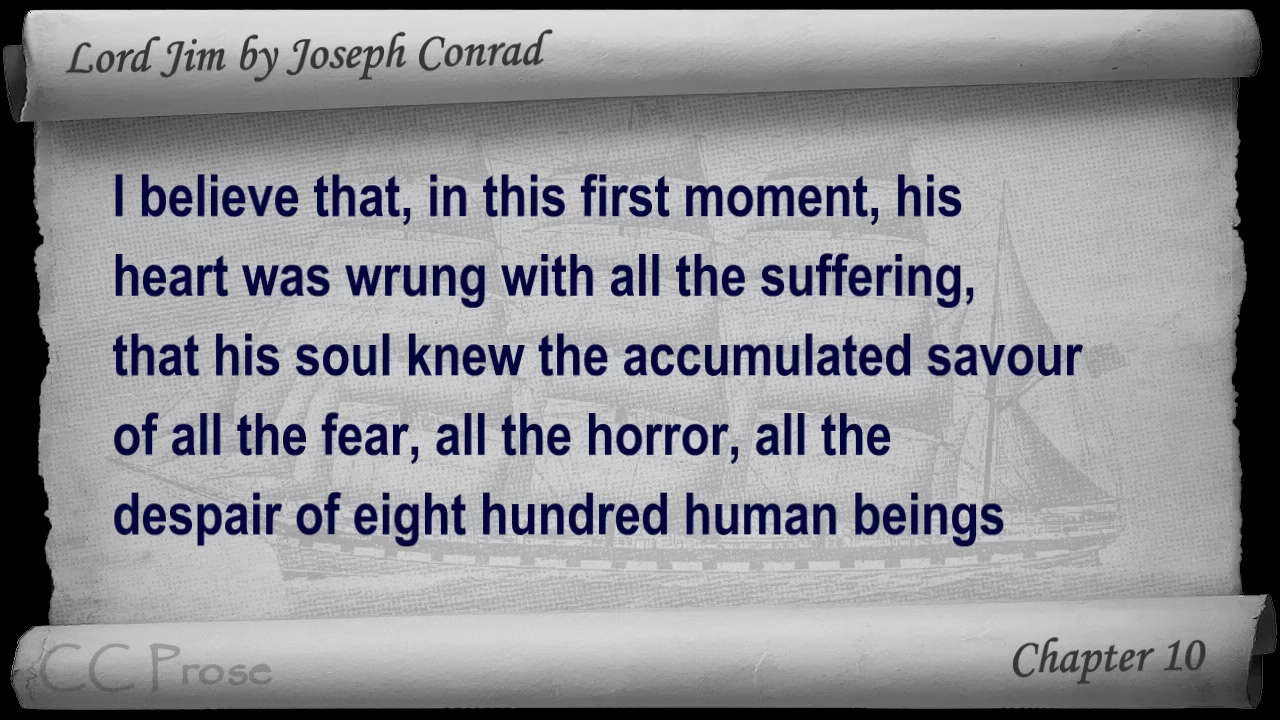 Lord Jim by Joseph Conrad
I believe that, in this first moment, his
heart was wrung with all the suffering,
that his soul knew the accumulated savour
of all the fear, all the horror, all the
despair of eight hundred human beings
CC Prose
Chapter 10